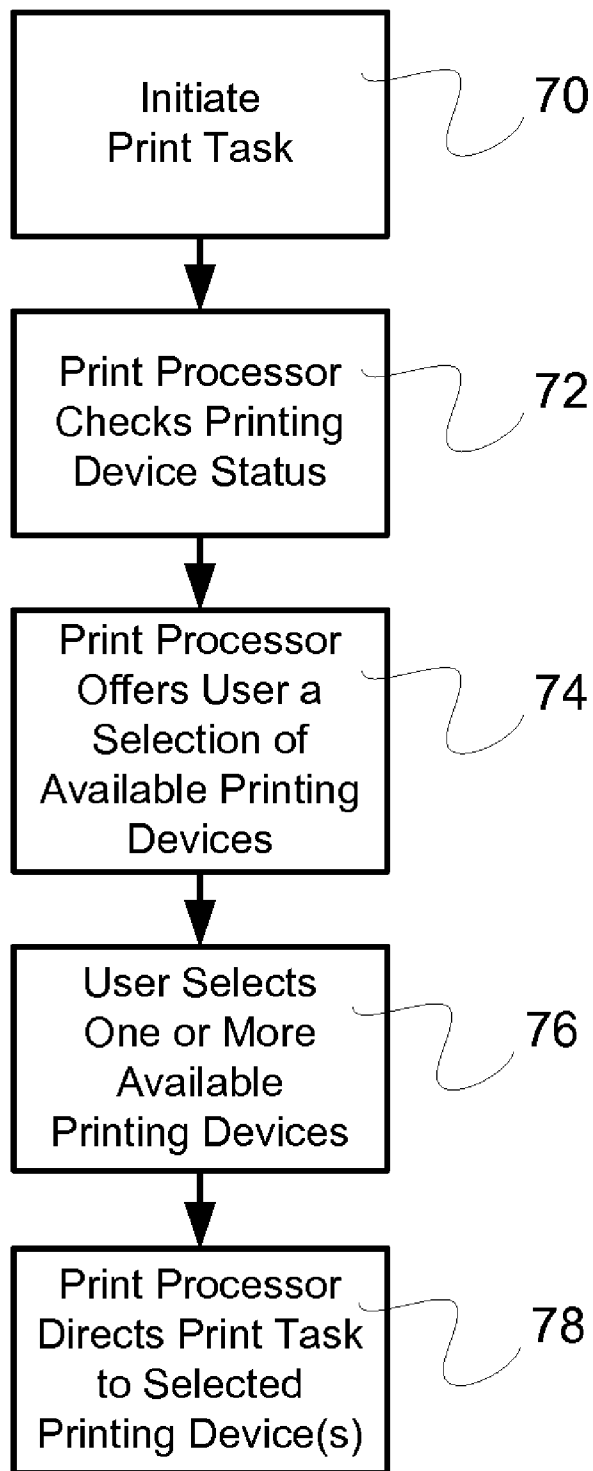 Initiate
Print Task
70
Print Processor
Checks Printing
Device Status
72
Print Processor
Offers User a
Selection of
Available Printing
Devices
74
User Selects
One or More
Available
Printing Devices
76
Print Processor
Directs Print Task
to Selected
Printing Device(s)
78